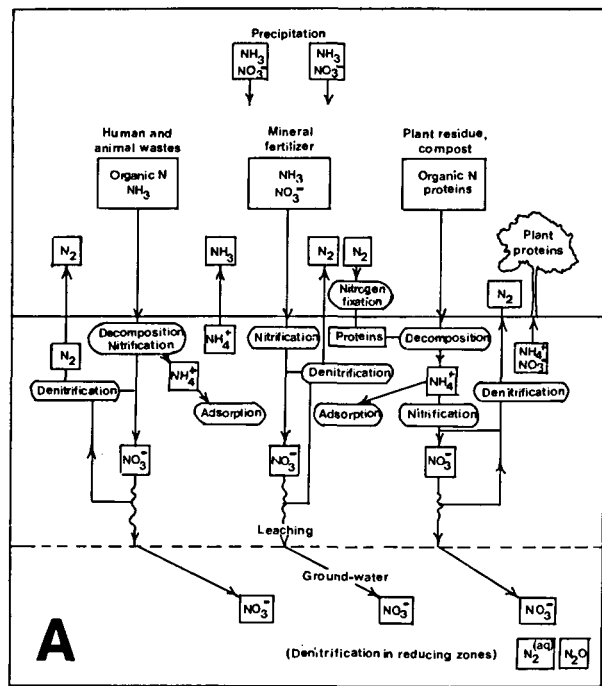 Precipitation
NH₃
NO₃⁻
NH₃
NO₃⁻
Human and
animal wastes
Organic N
NH₃
Mineral
fertilizer
NH₃
NO₃⁻
Plant residue,
compost
Organic N
proteins
Plant
proteins
N₂
NH₃
N₂
N₂
N₂
Nitrogen
fixation
Decomposition
Nitrification
N₂
NH₄⁺
Nitrification
Proteins
Decomposition
NH₄⁺
NO₃⁻
Denitrification
NH₄⁺
Denitrification
NH₄⁺
Denitrification
Adsorption
Adsorption
Nitrification
NO₃⁻
NO₃⁻
NO₃⁻
Leaching
Ground-water
NO₃⁻
NO₃⁻
NO₃⁻
A
(Denitrification in reducing zones)
N₂(aq)
N₂O